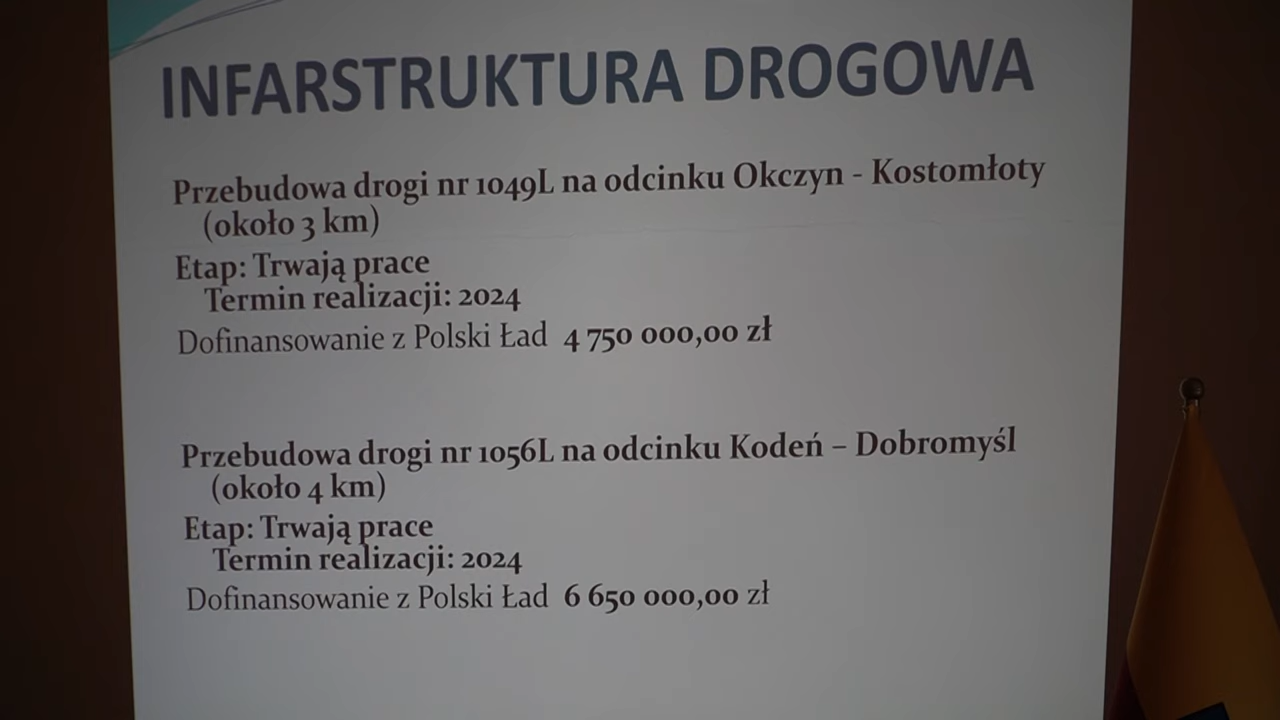 INFARSTRUKTURA DROGOWA
Przebudowa drogi nr 1049L na odcinku Okczyn - Kostomłoty
(około 3 km)
Etap: Trwają prace
Termin realizacji: 2024
Dofinansowanie z Polski Ład 4 750 000,00 zł
Przebudowa drogi nr 1056L na odcinku Kodeń – Dobromyśl
(około 4 km)
Etap: Trwają prace
Termin realizacji: 2024
Dofinansowanie z Polski Ład 6 650 000,00 zł